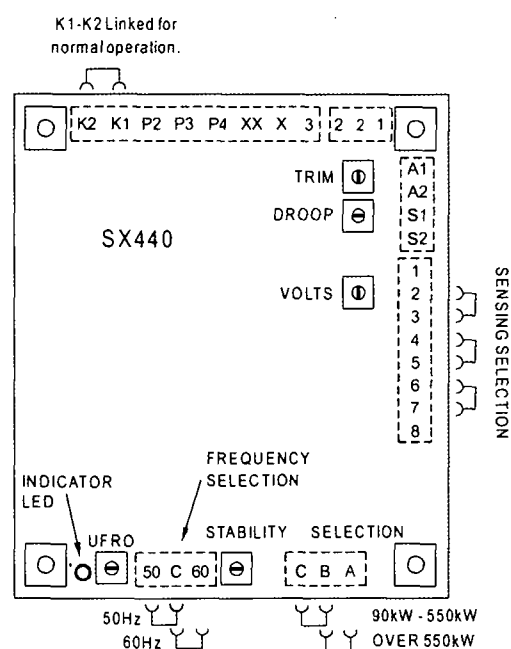 K1-K2 Linked for
normal operation.
K2 K1 P2 P3 P4 XX X 3 2 2 1
TRIM
DROOP
A1
A2
S1
S2
SX440
VOLTS
1
2
3
4
5
6
7
8
SENSING SELECTION
FREQUENCY
SELECTION
INDICATOR
LED
UFRO
STABILITY SELECTION
50 C 60
C B A
50Hz
60Hz
90kW - 550kW
OVER 550kW